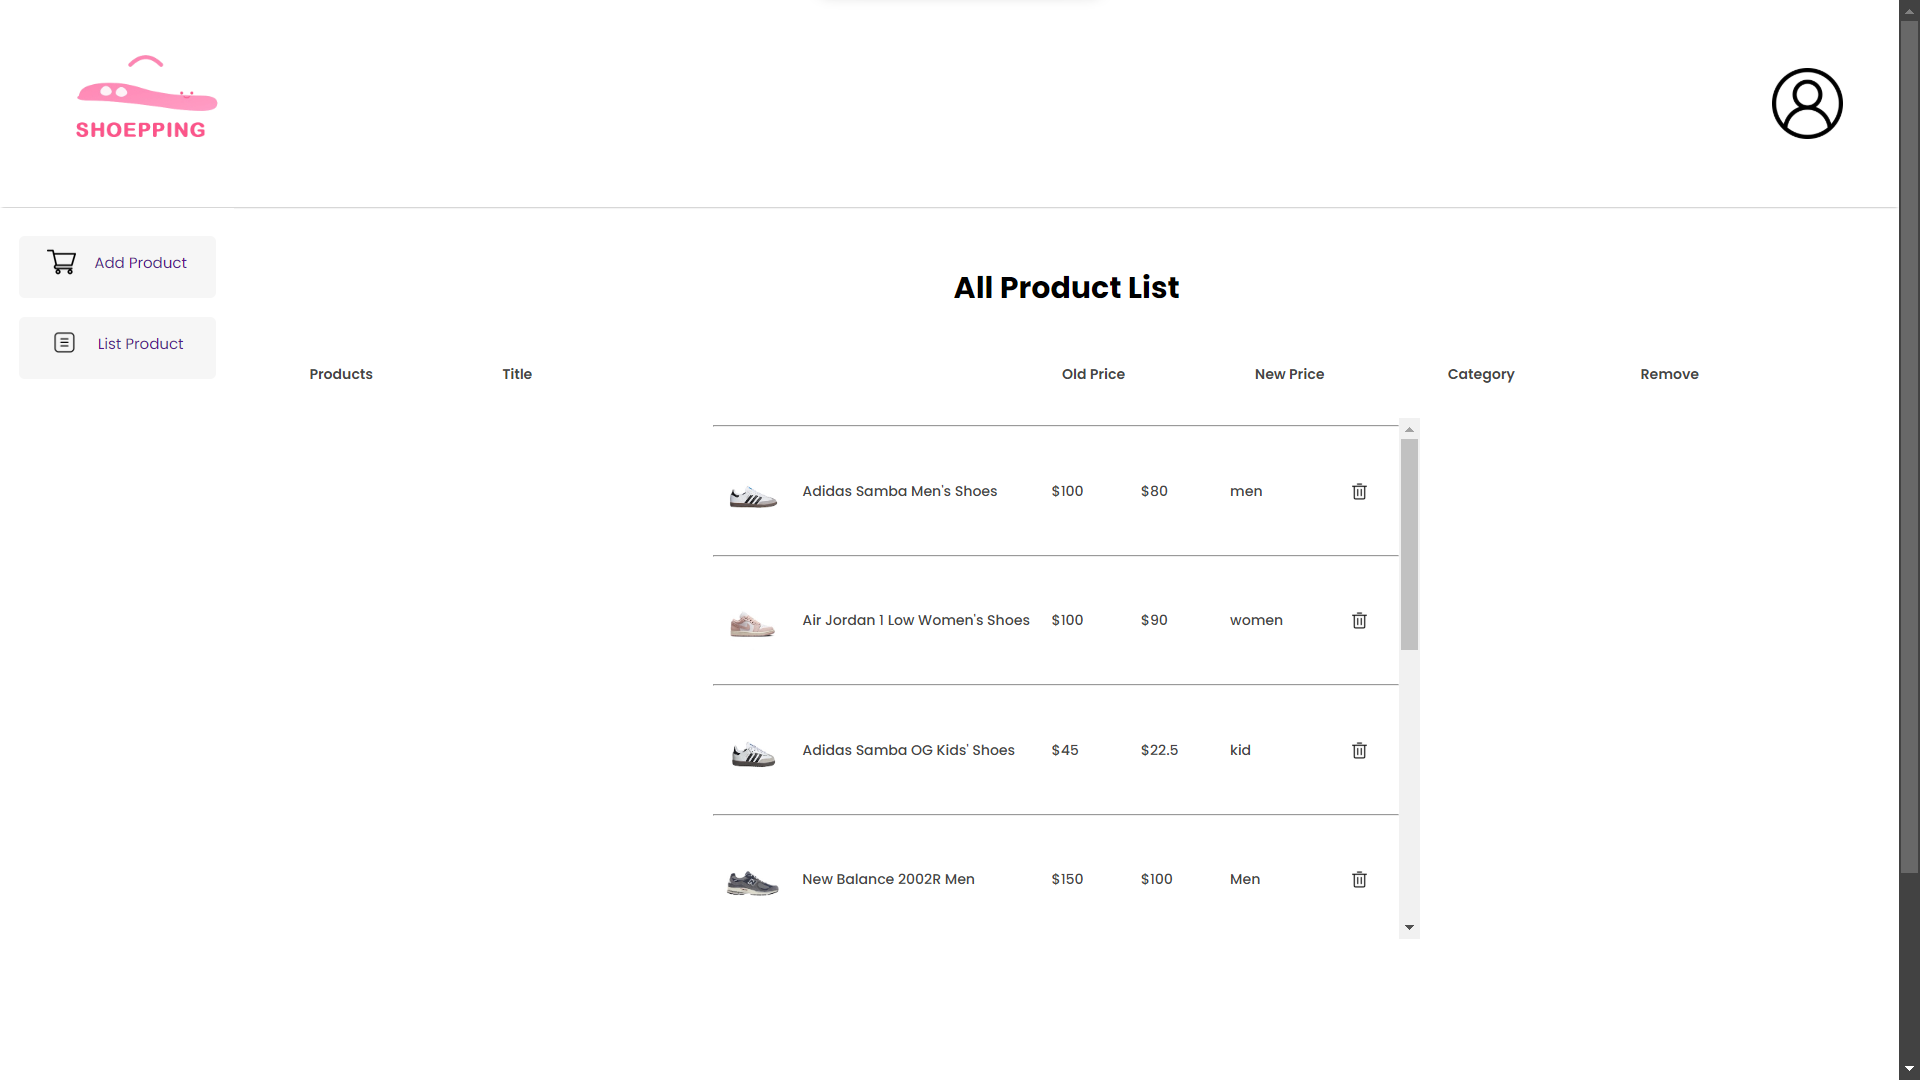 SHOEPPING
Add Product
List Product
All Product List
Products Title Old Price New Price Category Remove
Adidas Samba Men's Shoes $100 $80 men
Air Jordan 1 Low Women's Shoes $100 $90 women
Adidas Samba OG Kids' Shoes $45 $22.5 kid
New Balance 2002R Men $150 $100 Men